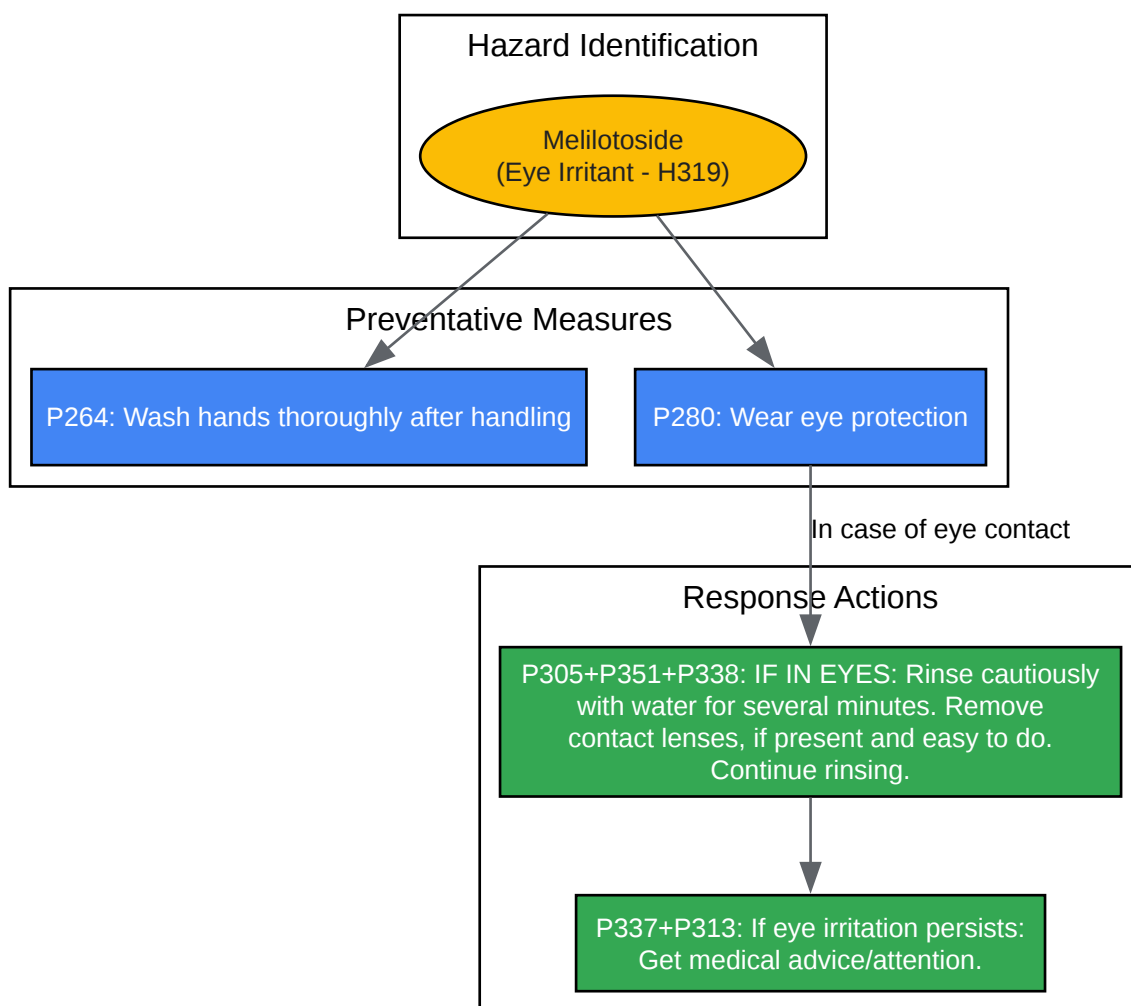 Hazard Identification
Melilotoside
(Eye Irritant - H319)
Preventative Measures
P264: Wash hands thoroughly after handling
P280: Wear eye protection
In case of eye contact
Response Actions
P305+P351+P338: IF IN EYES: Rinse cautiously
with water for several minutes. Remove
contact lenses, if present and easy to do.
Continue rinsing.
P337+P313: If eye irritation persists:
Get medical advice/attention.